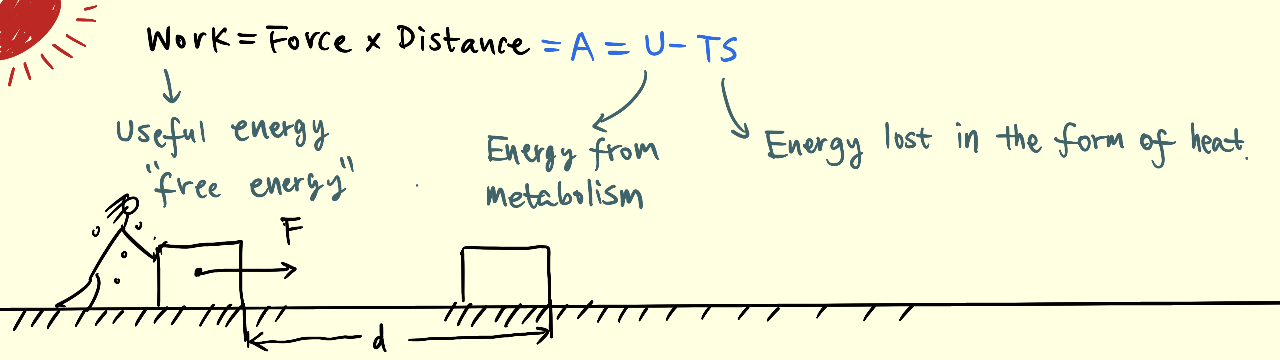 Work = Force x Distance = A = U - TS
Useful energy
"free energy"
Energy from
metabolism
Energy lost in the form of heat.
F
d